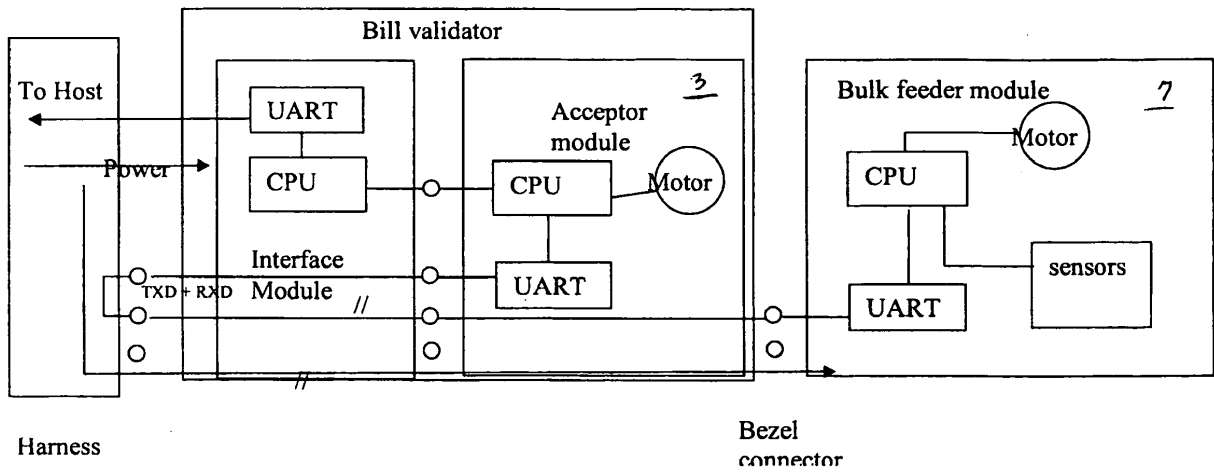 Bill validator
To Host
Power
UART
CPU
Interface
Module
TXD + RXD
//
//
3
Acceptor
module
CPU
Motor
UART
Bulk feeder module
7
Motor
CPU
sensors
UART
Harness
Bezel
connector